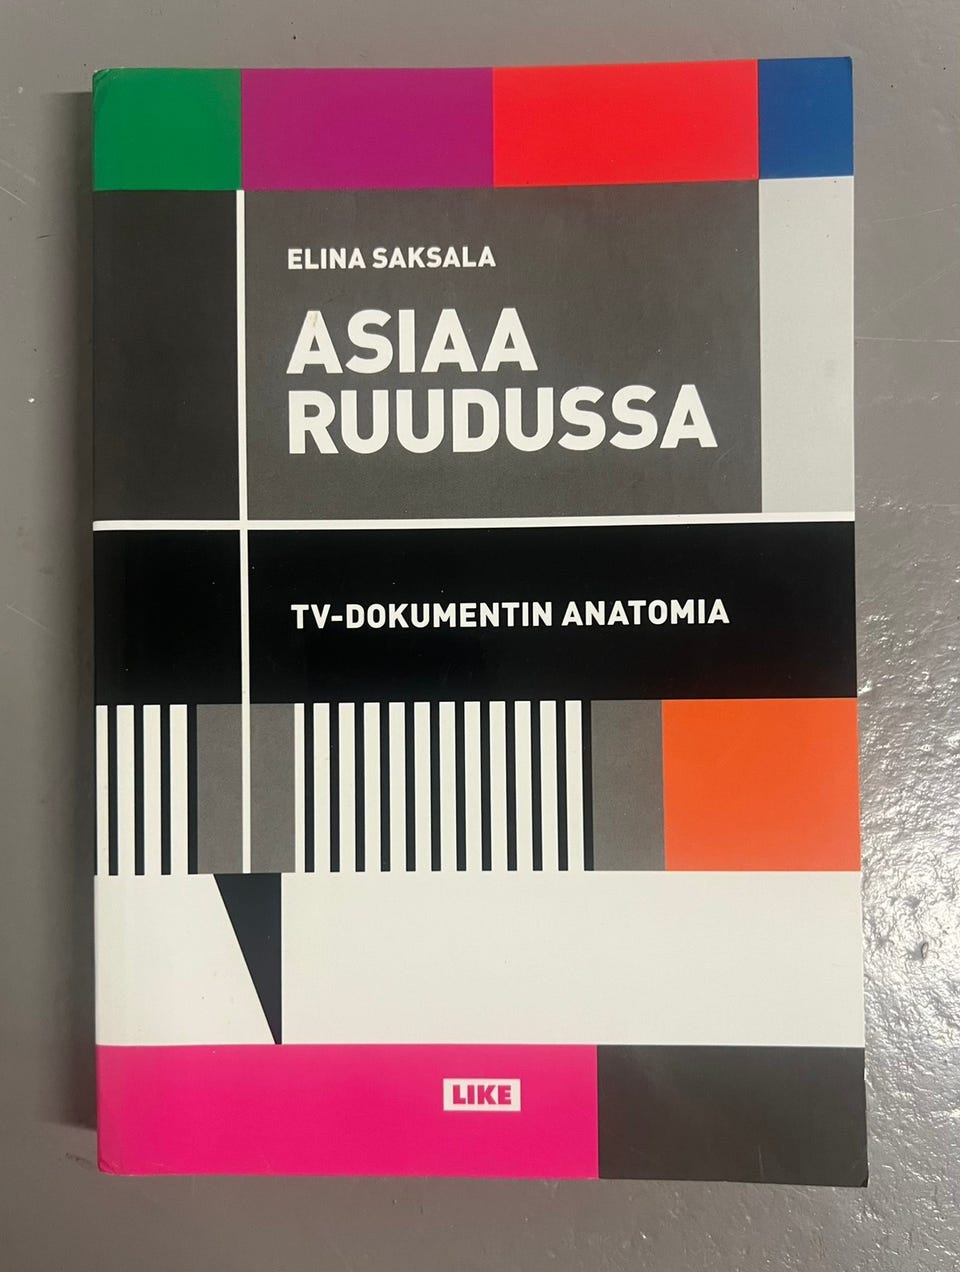 ELINA SAKSALA
ASIAA
RUUDUSSA
TV-DOKUMENTIN ANATOMIA
LIKE